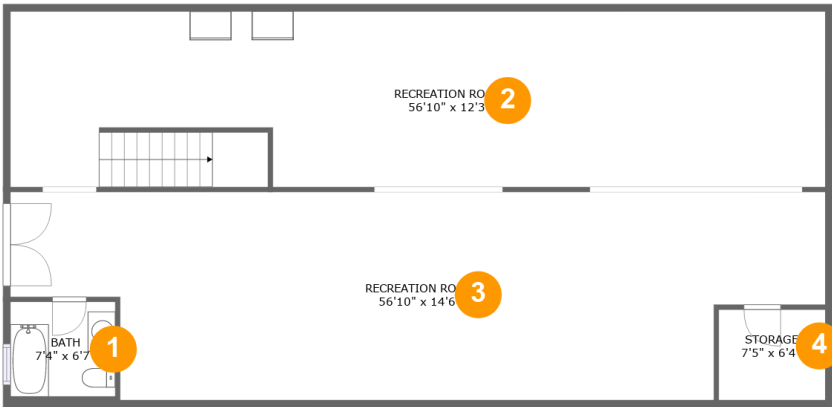 RECREATION RO
56'10" x 12'3
2
RECREATION RO
56'10" x 14'6
3
BATH
7'4" x 6'7
1
STORAGE
7'5" x 6'4
4